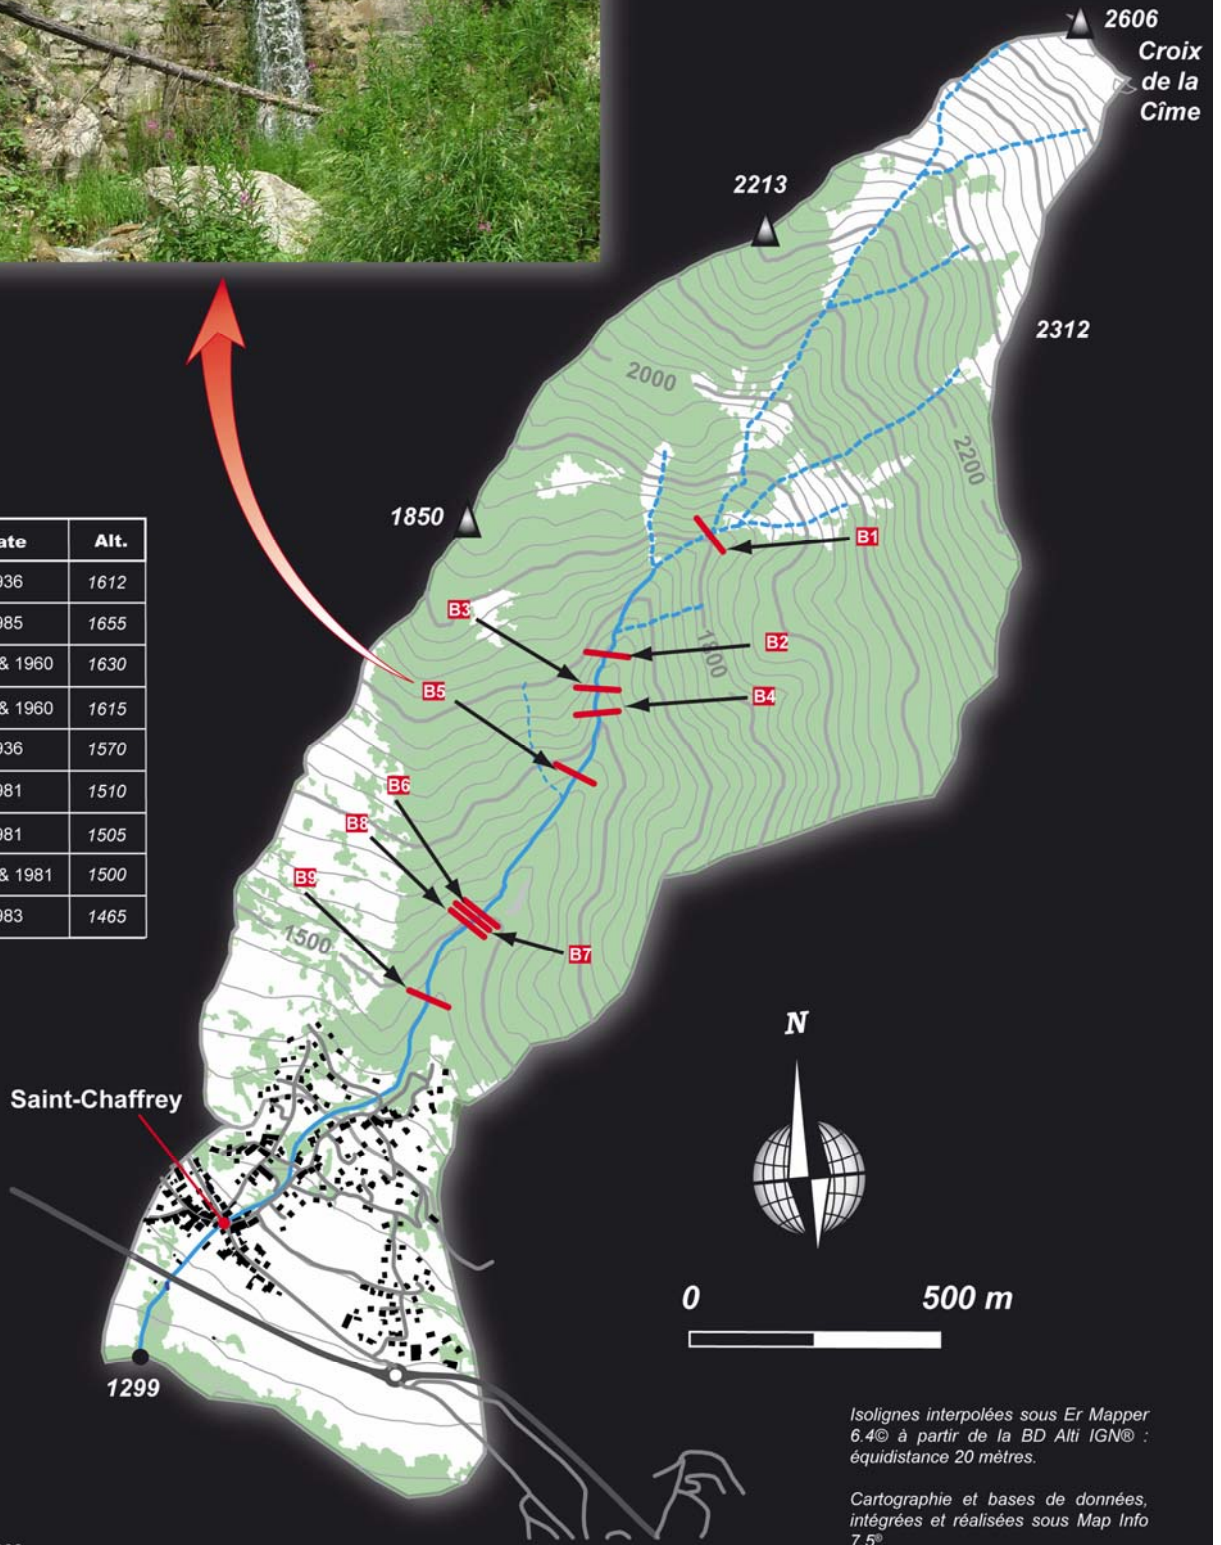 2606
Croix
de la
Cîme
2213
2312
2000
2200
1850
B1
B3
B2
1800
B5
B4
B6
B8
B9
B7
1500
Alt.
936 1612
985 1655
& 1960 1630
& 1960 1615
936 1570
981 1510
981 1505
& 1981 1500
983 1465
N
Saint-Chaffrey
0 500 m
1299
Isolignes interpolées sous Er Mapper
6.4© à partir de la BD Alti IGN® :
équidistance 20 mètres.
Cartographie et bases de données,
intégrées et réalisées sous Map Info
7.5®